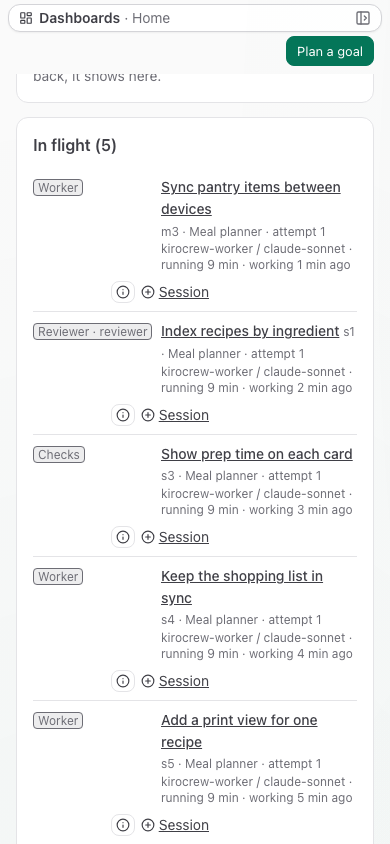 Dashboards · Home
Plan a goal
back, it shows here.
In flight (5)
Worker
Sync pantry items between
devices
m3 · Meal planner · attempt 1
kirocrew-worker / claude-sonnet ·
running 9 min · working 1 min ago
Session
Reviewer · reviewer
Index recipes by ingredient s1
· Meal planner · attempt 1
kirocrew-worker / claude-sonnet ·
running 9 min · working 2 min ago
Session
Checks
Show prep time on each card
s3 · Meal planner · attempt 1
kirocrew-worker / claude-sonnet ·
running 9 min · working 3 min ago
Session
Worker
Keep the shopping list in
sync
s4 · Meal planner · attempt 1
kirocrew-worker / claude-sonnet ·
running 9 min · working 4 min ago
Session
Worker
Add a print view for one
recipe
s5 · Meal planner · attempt 1
kirocrew-worker / claude-sonnet ·
running 9 min · working 5 min ago
Session